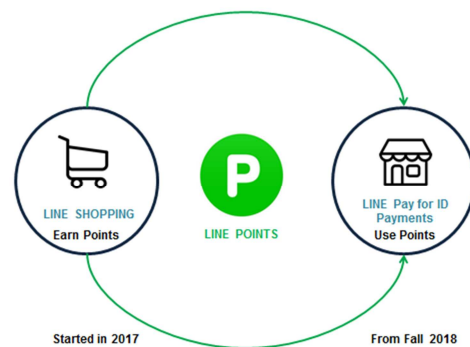 P
LINE SHOPPING
Earn Points
LINE POINTS
LINE Pay for ID
Payments
Use Points
Started in 2017
From Fall 2018